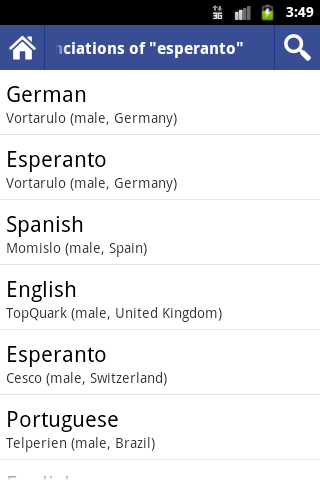 3G 3:49
nciations of "esperanto"
German
Vortarulo (male, Germany)
Esperanto
Vortarulo (male, Germany)
Spanish
Momislo (male, Spain)
English
TopQuark (male, United Kingdom)
Esperanto
Cesco (male, Switzerland)
Portuguese
Telperien (male, Brazil)